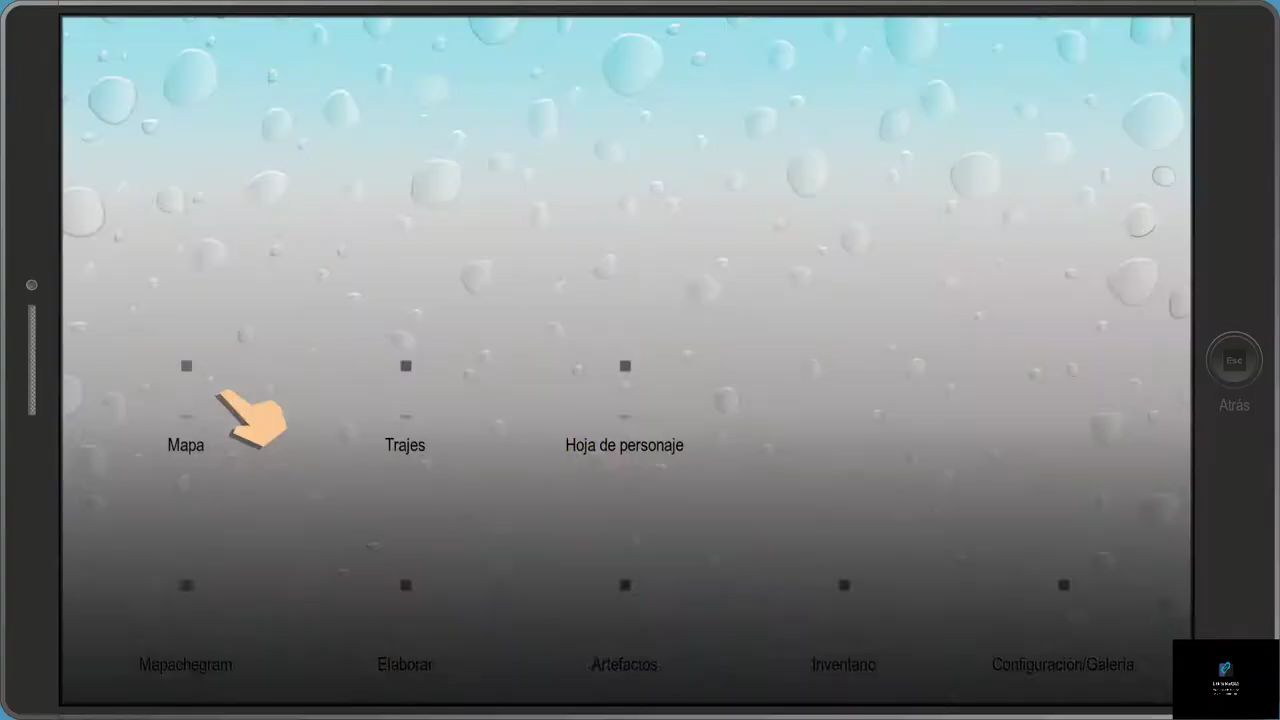 Esc
Atrás
Mapa
Trajes
Hoja de personaje
Mapachegram
Elaborar
Artefactos
Inventario
Configuración/Galería